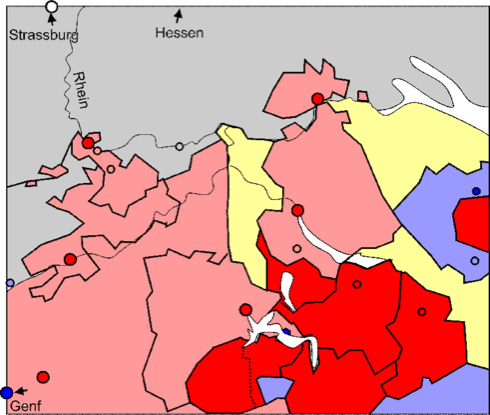 Strassburg
Hessen
Rhein
Genf